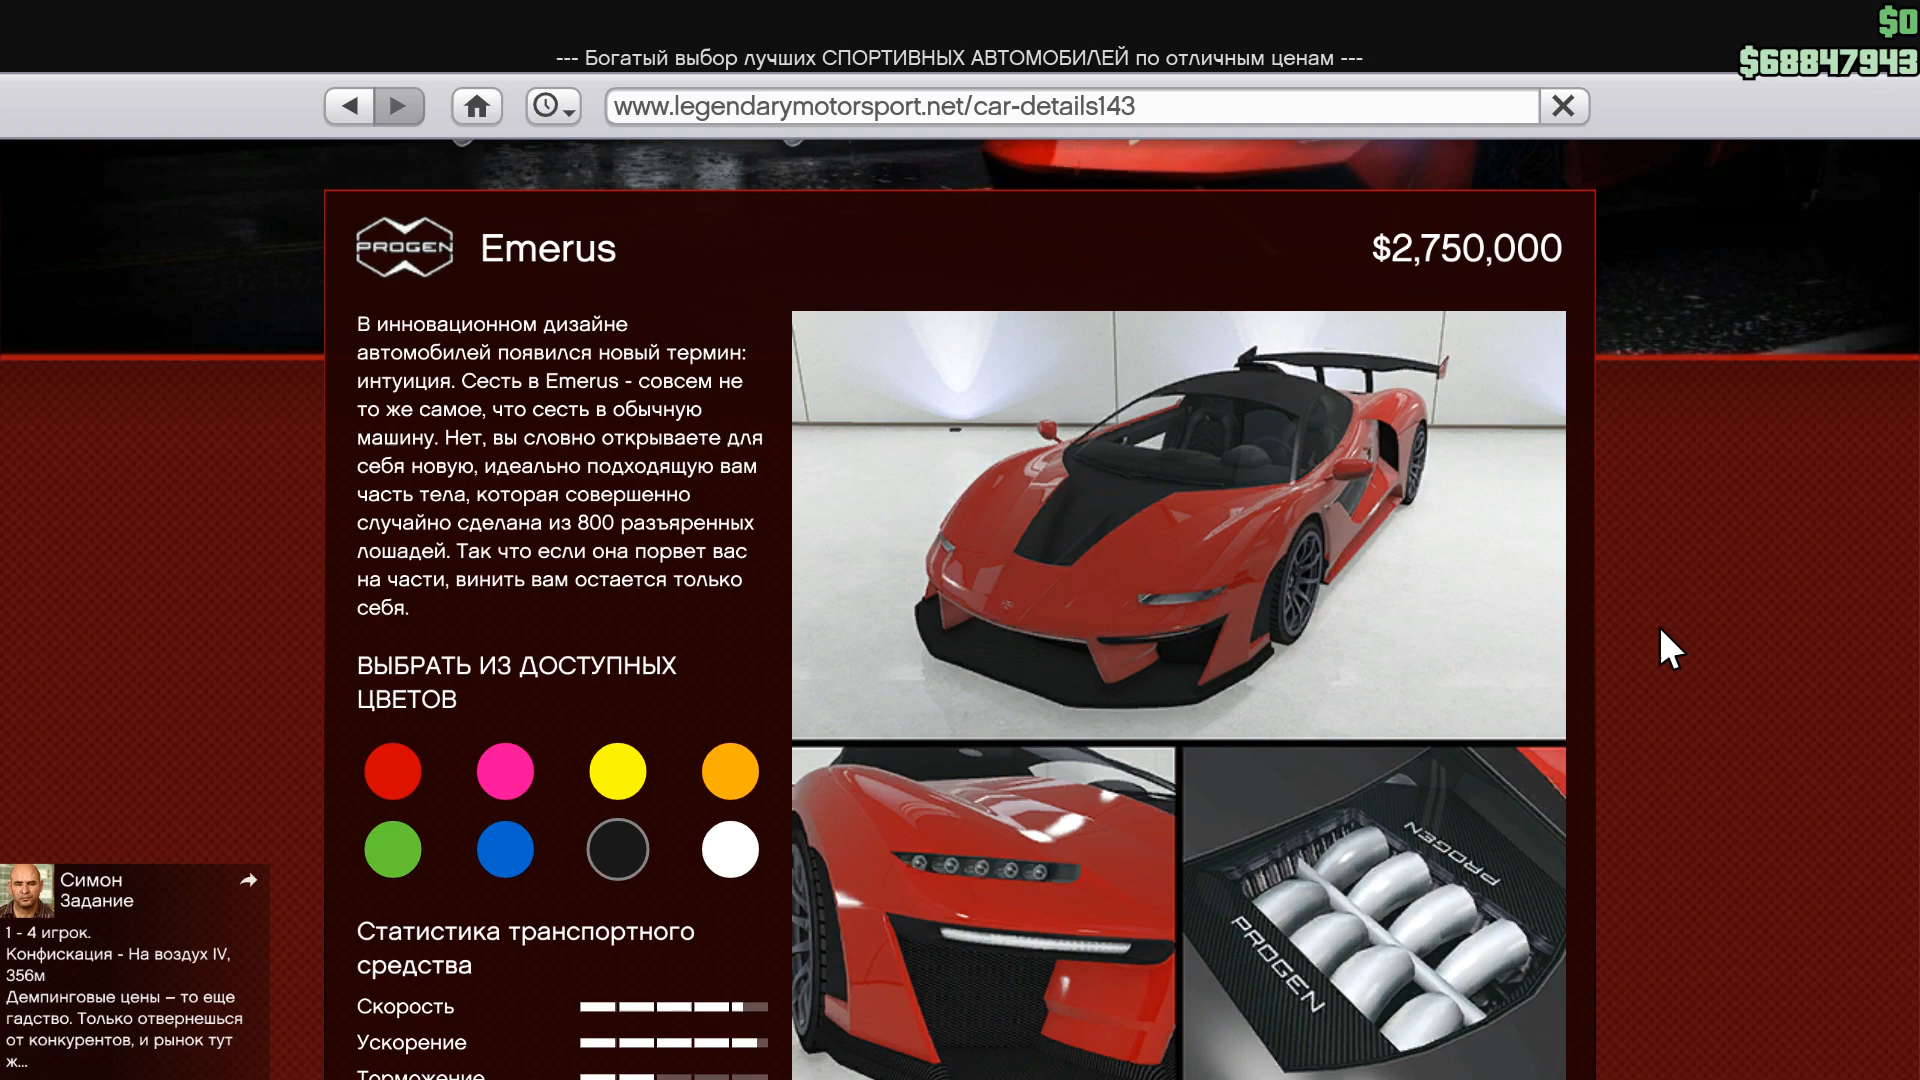 $0
--- Богатый выбор лучших СПОРТИВНЫХ АВТОМОБИЛЕЙ по отличным ценам ---
$68847943
www.legendarymotorsport.net/car-details143
PROGEN
Emerus
$2,750,000
В инновационном дизайне
автомобилей появился новый термин:
интуиция. Сесть в Emerus - совсем не
то же самое, что сесть в обычную
машину. Нет, вы словно открываете для
себя новую, идеально подходящую вам
часть тела, которая совершенно
случайно сделана из 800 разъяренных
лошадей. Так что если она порвет вас
на части, винить вам остается только
себя.
ВЫБРАТЬ ИЗ ДОСТУПНЫХ
ЦВЕТОВ
Статистика транспортного
средства
Скорость
Ускорение
Торможение
PROGEN
PROGEN
Симон
Задание
1 - 4 игрок.
Конфискация - На воздух IV,
356м
Демпинговые цены – то еще
гадство. Только отвернешься
от конкурентов, и рынок тут
ж...